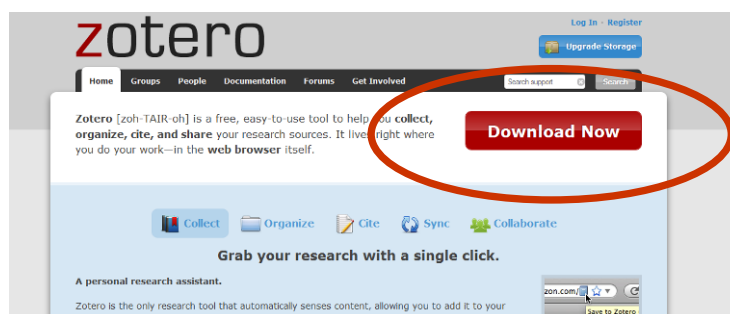 zotero
Log In · Register
Upgrade Storage
Home Groups People Documentation Forums Get Involved
Search support
Search
Zotero [zoh-TAIR-oh] is a free, easy-to-use tool to help you collect,
organize, cite, and share your research sources. It lives right where
you do your work—in the web browser itself.
Download Now
Collect Organize Cite Sync Collaborate
Grab your research with a single click.
A personal research assistant.
Zotero is the only research tool that automatically senses content, allowing you to add it to your
zon.com/
Save to Zotero